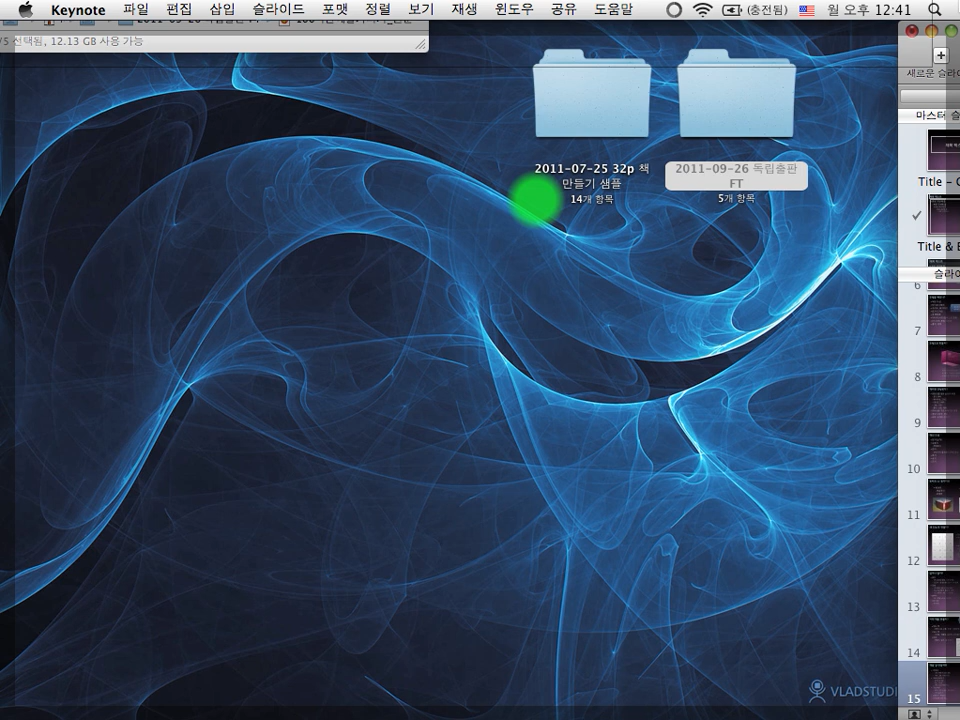 Keynote 파일 편집 삽입 슬라이드 포맷 정렬 보기 재생 윈도우 공유 도움말 (충전됨) 월 오후 12:41
/5 선택됨, 12.13 GB 사용 가능
새로운 슬라
마스터 슬
2011-07-25 32p 책
만들기 샘플
14개 항목
2011-09-26 독립출판
FT
5개 항목
Title - C
Title & B
슬라이
6
7
8
9
10
11
12
13
14
15
VLADSTUDI